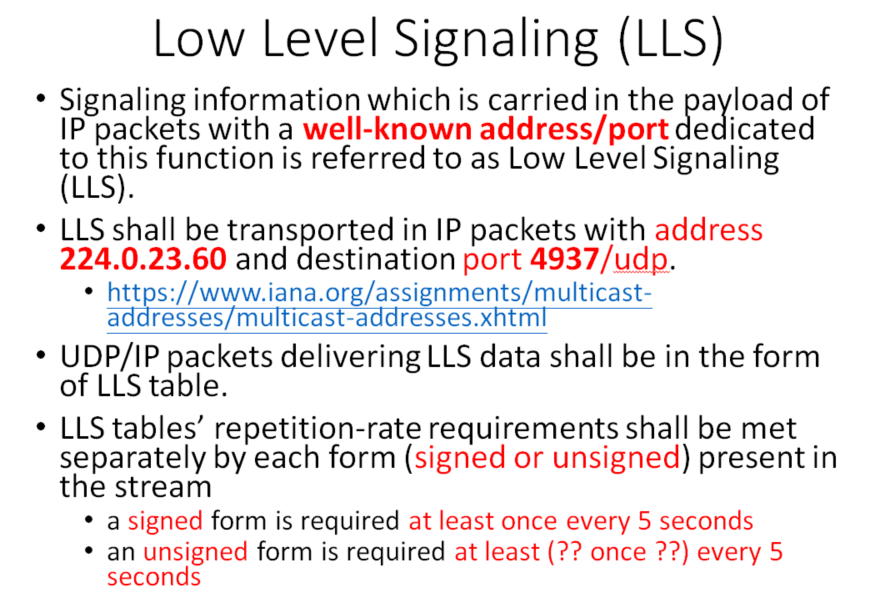 Low Level Signaling (LLS)
• Signaling information which is carried in the payload of
IP packets with a well-known address/port dedicated
to this function is referred to as Low Level Signaling
(LLS).
• LLS shall be transported in IP packets with address
224.0.23.60 and destination port 4937/udp.
• https://www.iana.org/assignments/multicast-
addresses/multicast-addresses.xhtml
• UDP/IP packets delivering LLS data shall be in the form
of LLS table.
• LLS tables’ repetition-rate requirements shall be met
separately by each form (signed or unsigned) present in
the stream
• a signed form is required at least once every 5 seconds
• an unsigned form is required at least (?? once ??) every 5
seconds